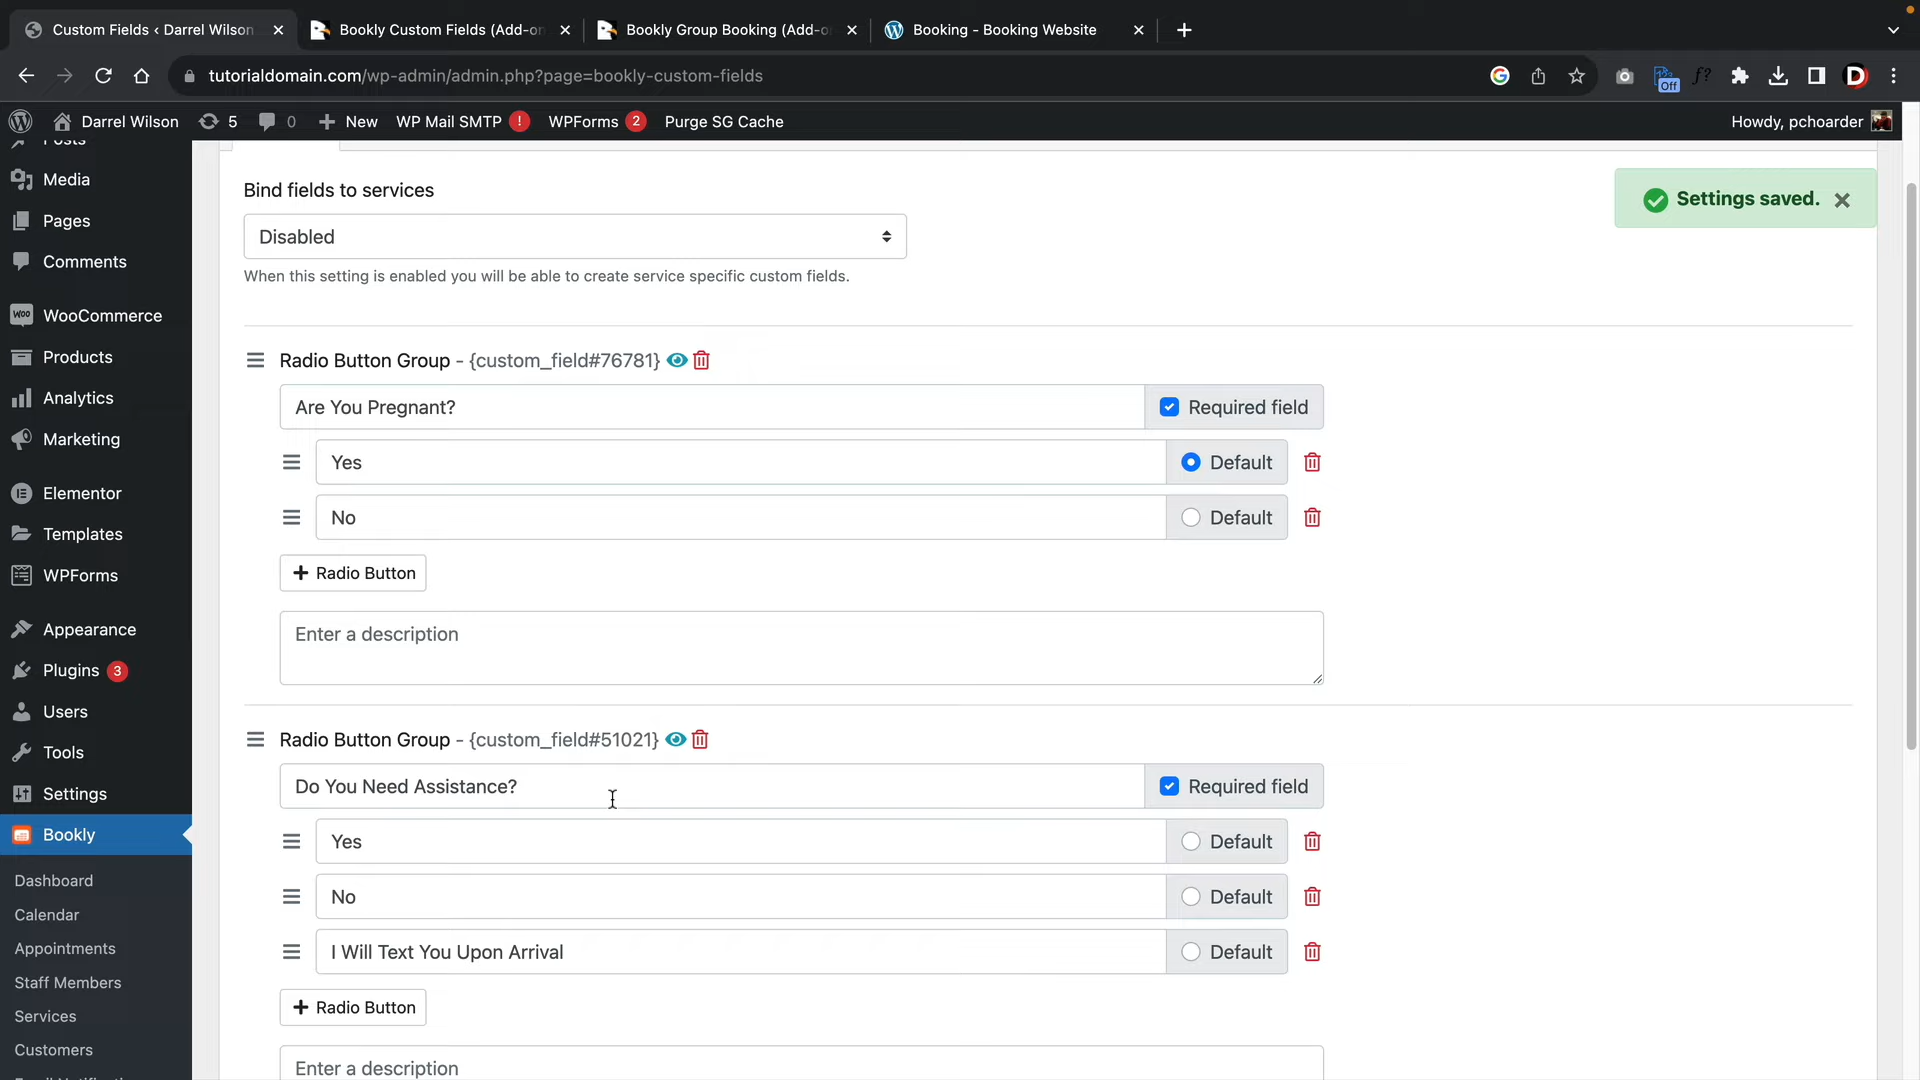 Custom Fields ‹ Darrel Wilson
Bookly Custom Fields (Add-on
Bookly Group Booking (Add-o
Booking - Booking Website
tutorialdomain.com/wp-admin/admin.php?page=bookly-custom-fields
Off
f?
D
Darrel Wilson
5
0
New
WP Mail SMTP !
WPForms 2
Purge SG Cache
Howdy, pchoarder
Posts
Media
Pages
Comments
Woo WooCommerce
Products
Analytics
Marketing
Elementor
Templates
WPForms
Appearance
Plugins 3
Users
Tools
Settings
Bookly
Dashboard
Calendar
Appointments
Staff Members
Services
Customers
Settings saved.
Bind fields to services
Disabled
When this setting is enabled you will be able to create service specific custom fields.
Radio Button Group - {custom_field#76781}
Are You Pregnant?
Required field
Yes
Default
No
Default
Radio Button
Enter a description
Radio Button Group - {custom_field#51021}
Do You Need Assistance?
Required field
Yes
Default
No
Default
I Will Text You Upon Arrival
Default
Radio Button
Enter a description